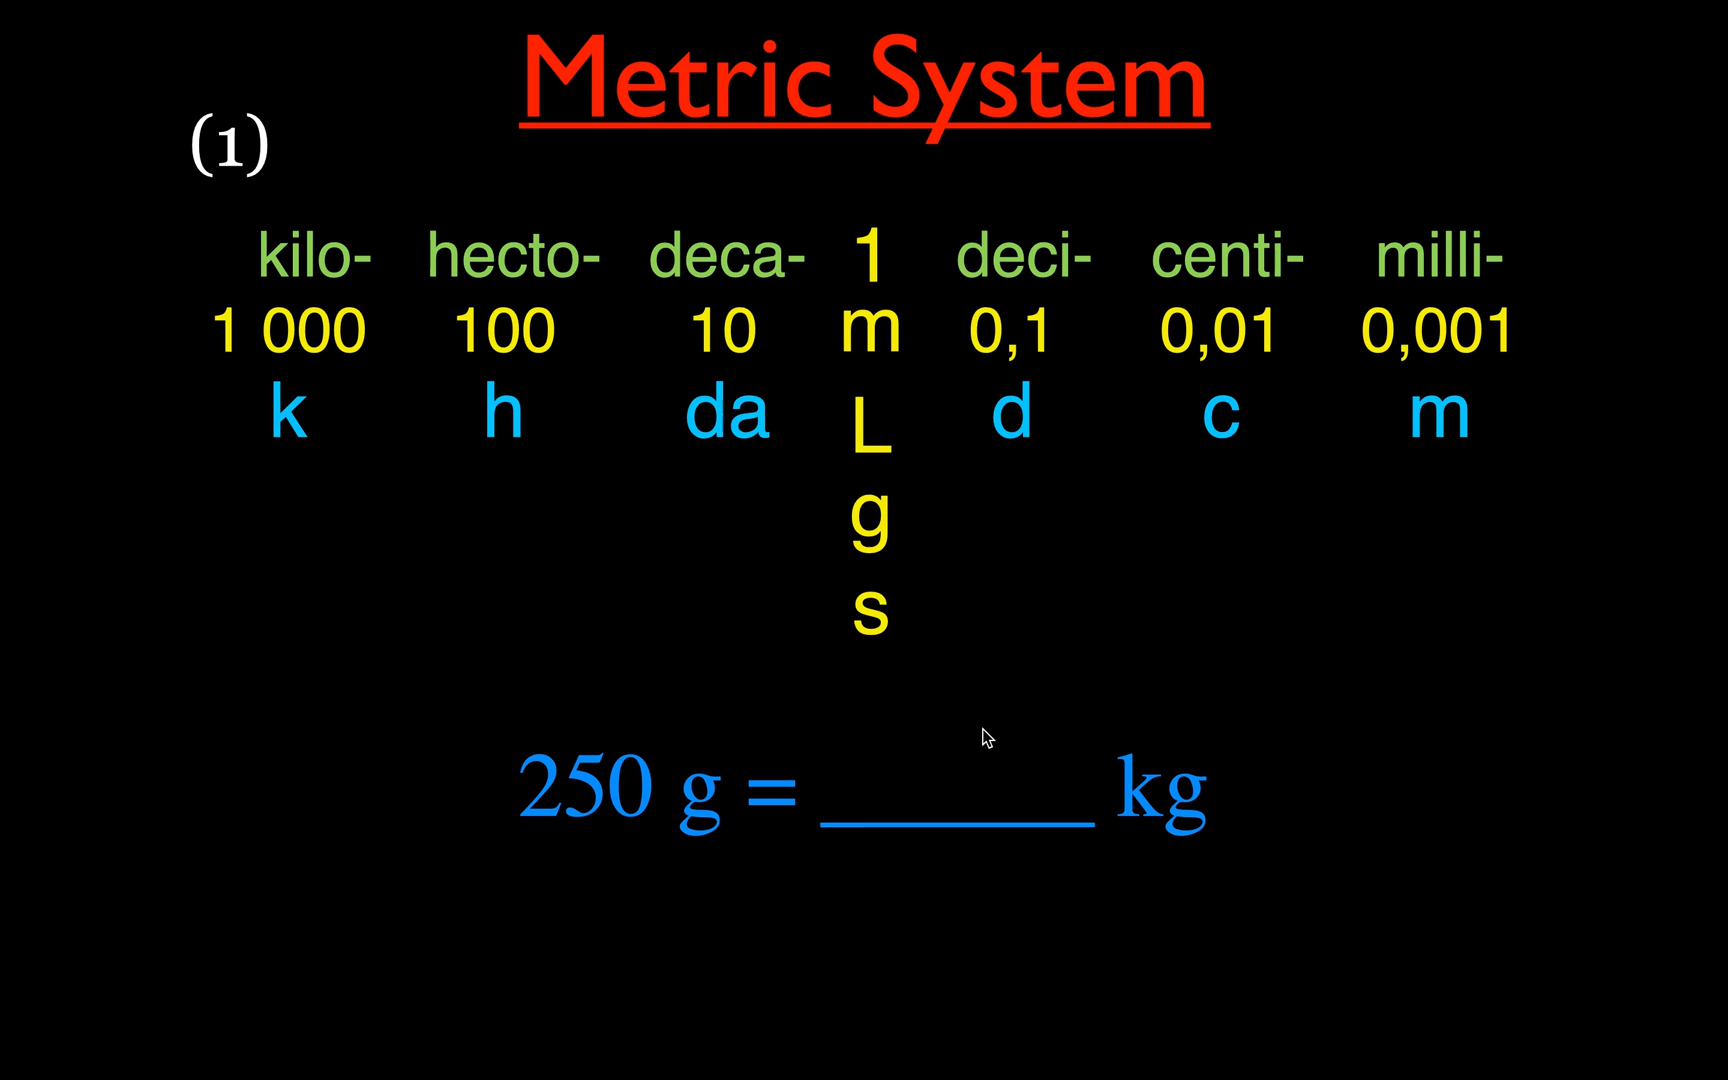 Metric System
(1)
kilo- hecto- deca- 1 deci- centi- milli-
1 000 100 10 m 0,1 0,01 0,001
k h da L d c m
g
s
250 g = ______ kg